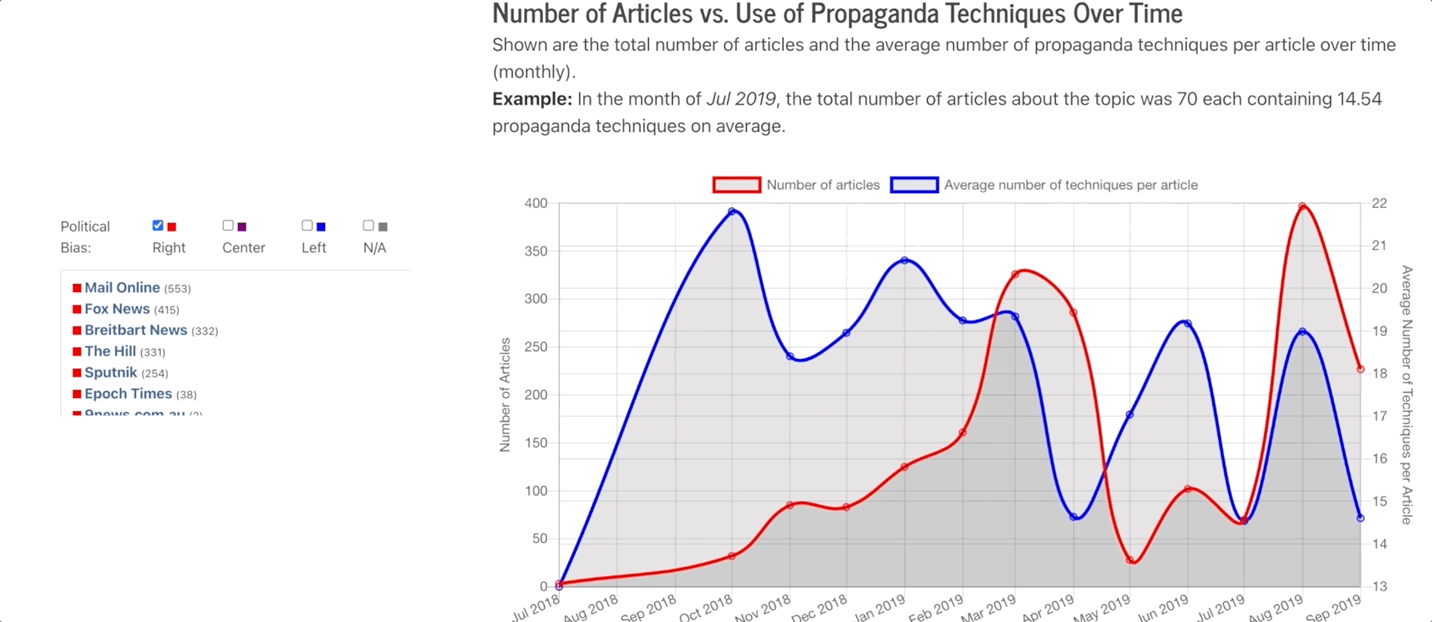 Number of Articles vs. Use of Propaganda Techniques Over Time
Shown are the total number of articles and the average number of propaganda techniques per article over time
(monthly).
Example: In the month of Jul 2019, the total number of articles about the topic was 70 each containing 14.54
propaganda techniques on average.
Political
Bias:
Right
Center
Left
N/A
Mail Online (553)
Fox News (415)
Breitbart News (332)
The Hill (331)
Sputnik (254)
Epoch Times (38)
9news.com.au
Number of articles
Average number of techniques per article
Number of Articles
400
350
300
250
200
150
100
50
0
22
21
20
19
18
17
16
15
14
13
Average Number of Techniques per Article
Jul 2018
Aug 2018
Sep 2018
Oct 2018
Nov 2018
Dec 2018
Jan 2019
Feb 2019
Mar 2019
Apr 2019
May 2019
Jun 2019
Jul 2019
Aug 2019
Sep 2019